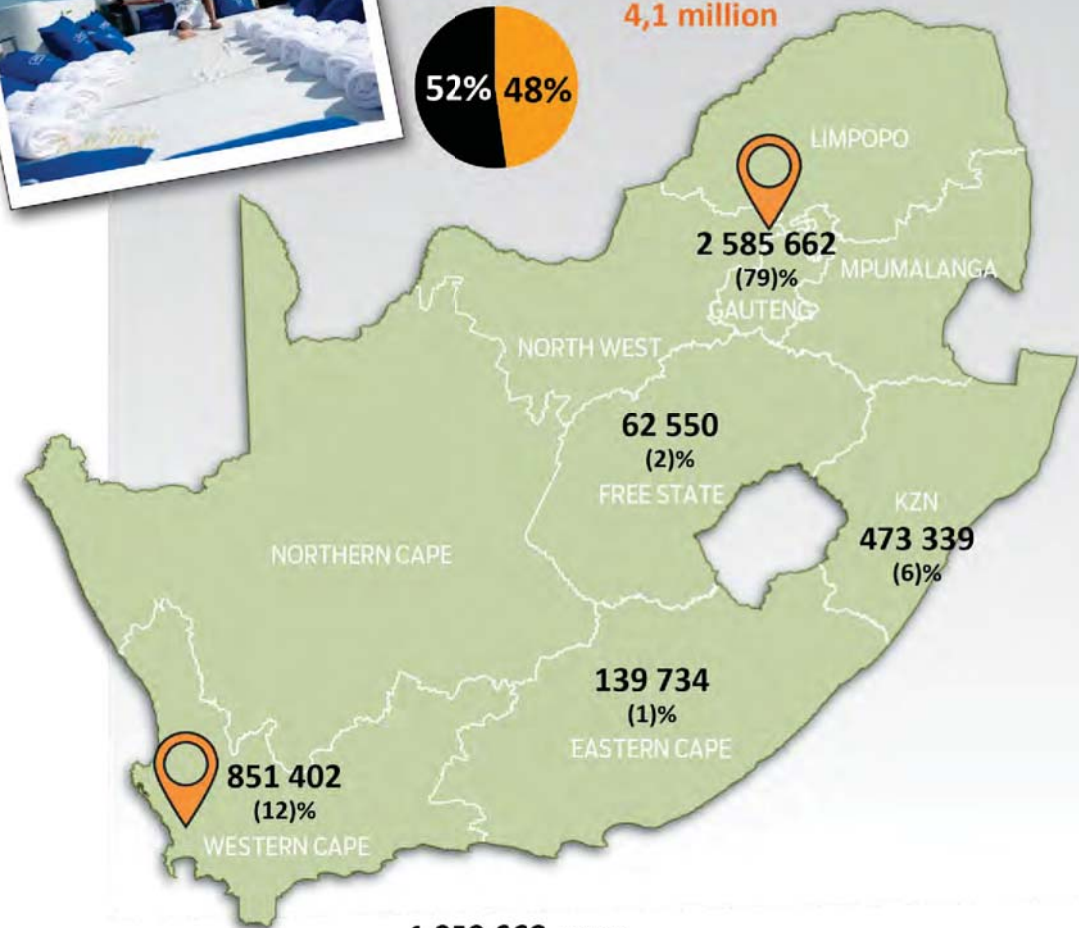 4,1 million
52% 48%
LIMPOPO
2 585 662
(79)%
MPUMALANGA
GAUTENG
NORTH WEST
62 550
(2)%
FREE STATE
KZN
473 339
(6)%
NORTHERN CAPE
139 734
(1)%
EASTERN CAPE
851 402
(12)%
WESTERN CAPE